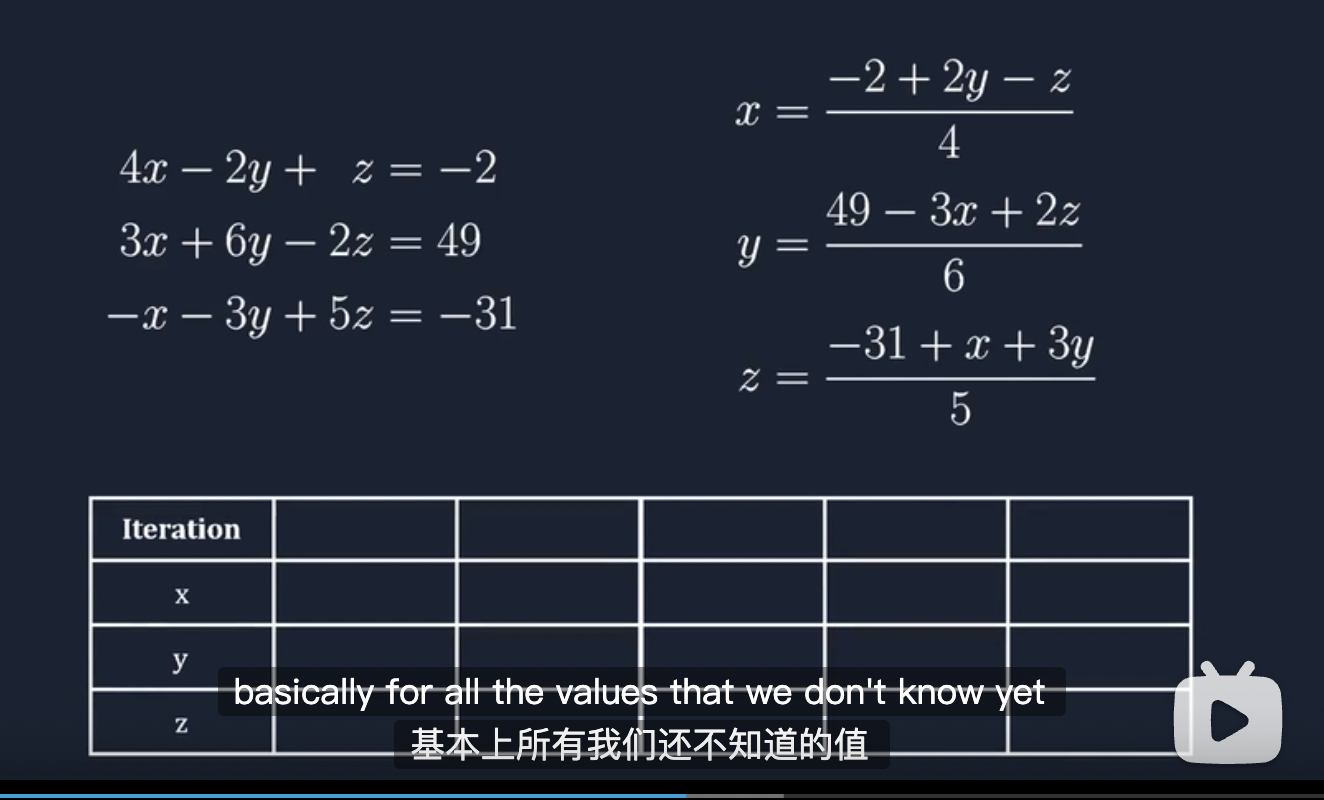 4x − 2y + z = −2
3x + 6y − 2z = 49
−x − 3y + 5z = −31
x = \frac{−2 + 2y − z}{4}
y = \frac{49 − 3x + 2z}{6}
z = \frac{−31 + x + 3y}{5}
Iteration
x
y
z
basically for all the values that we don't know yet
基本上所有我们还不知道的值